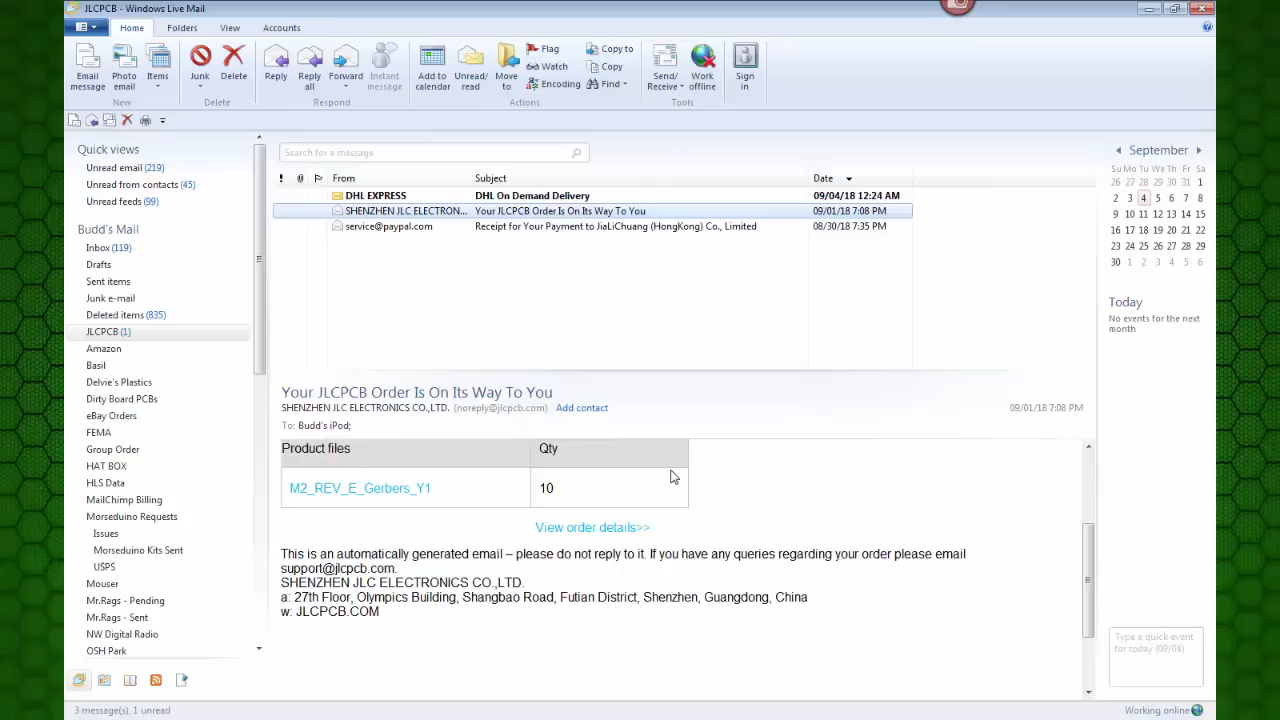 JLCPCB - Windows Live Mail
Home Folders View Accounts
Email message
Photo email
Items
New
Junk
Delete
Delete
Reply
Reply all
Forward
Instant message
Respond
Add to calendar
Unread/ read
Move to
Flag
Watch
Encoding
Copy to
Copy
Find
Actions
Send/ Receive
Work offline
Tools
Sign in
Quick views
Unread email (219)
Unread from contacts (45)
Unread feeds (99)
Budd's Mail
Inbox (119)
Drafts
Sent items
Junk e-mail
Deleted items (835)
JLCPCB (1)
Amazon
Basil
Delvie's Plastics
Dirty Board PCBs
eBay Orders
FEMA
Group Order
HAT BOX
HLS Data
MailChimp Billing
Morseduino Requests
Issues
Morseduino Kits Sent
USPS
Mouser
Mr.Rags - Pending
Mr.Rags - Sent
NW Digital Radio
OSH Park
Search for a message
! From Subject Date
DHL EXPRESS DHL On Demand Delivery 09/04/18 12:24 AM
SHENZHEN JLC ELECTRON... Your JLCPCB Order Is On Its Way To You 09/01/18 7:08 PM
service@paypal.com Receipt for Your Payment to JiaLiChuang (HongKong) Co., Limited 08/30/18 7:35 PM
Your JLCPCB Order Is On Its Way To You
SHENZHEN JLC ELECTRONICS CO.,LTD. (noreply@jlcpcb.com) Add contact 09/01/18 7:08 PM
To: Budd's iPod;
Product files Qty
M2_REV_E_Gerbers_Y1 10
View order details>>
This is an automatically generated email – please do not reply to it. If you have any queries regarding your order please email
support@jlcpcb.com.
SHENZHEN JLC ELECTRONICS CO.,LTD.
a: 27th Floor, Olympics Building, Shangbao Road, Futian District, Shenzhen, Guangdong, China
w: JLCPCB.COM
September
Su Mo Tu We Th Fr Sa
26 27 28 29 30 31 1
2 3 4 5 6 7 8
9 10 11 12 13 14 15
16 17 18 19 20 21 22
23 24 25 26 27 28 29
30 1 2 3 4 5 6
Today
No events for the next
month
Type a quick event
for today (09/04)
3 message(s), 1 unread
Working online